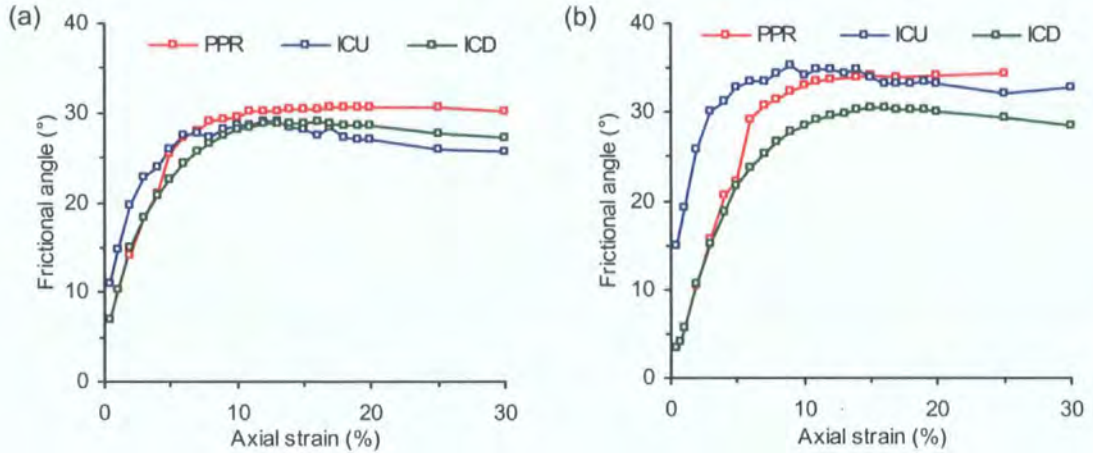 (a)
40
PPR ICU ICD
30
20
10
0
Frictional angle (°)
0 10 20 30
Axial strain (%)
(b)
40
PPR ICU ICD
30
20
10
0
Frictional angle (°)
0 10 20 30
Axial strain (%)